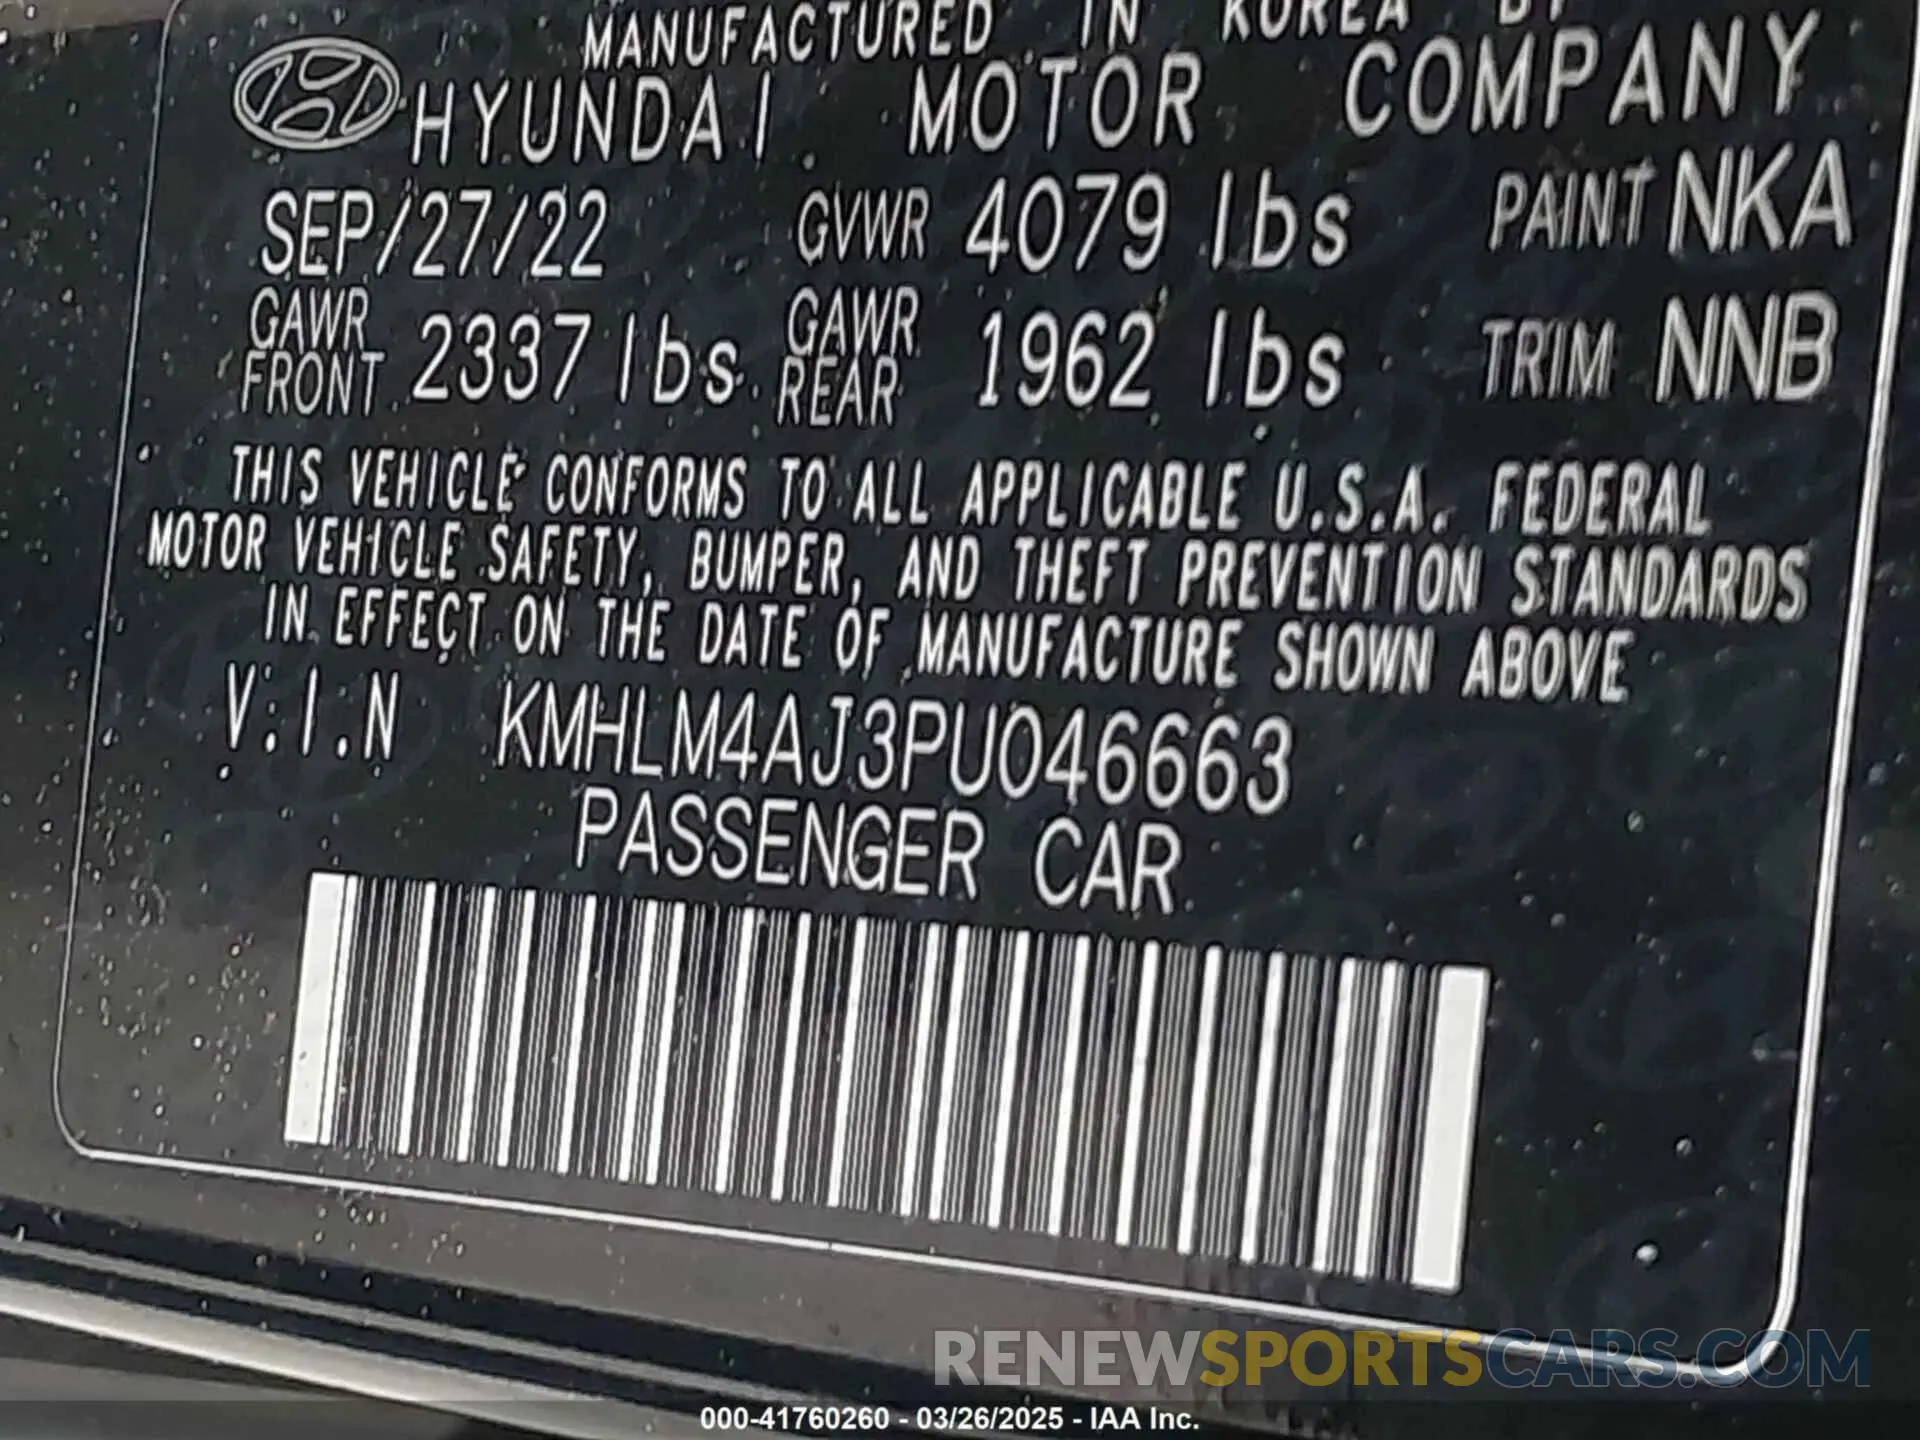 MANUFACTURED IN KOREA BY
HYUNDAI MOTOR COMPANY
SEP/27/22 GVWR 4079 lbs PAINT NKA
GAWR FRONT 2337 lbs GAWR REAR 1962 lbs TRIM NNB
THIS VEHICLE CONFORMS TO ALL APPLICABLE U.S.A. FEDERAL
MOTOR VEHICLE SAFETY, BUMPER, AND THEFT PREVENTION STANDARDS
IN EFFECT ON THE DATE OF MANUFACTURE SHOWN ABOVE
V.I.N KMHLM4AJ3PU046663
PASSENGER CAR
RENEWSPORTSCARS.COM
000-41760260 - 03/26/2025 - IAA Inc.